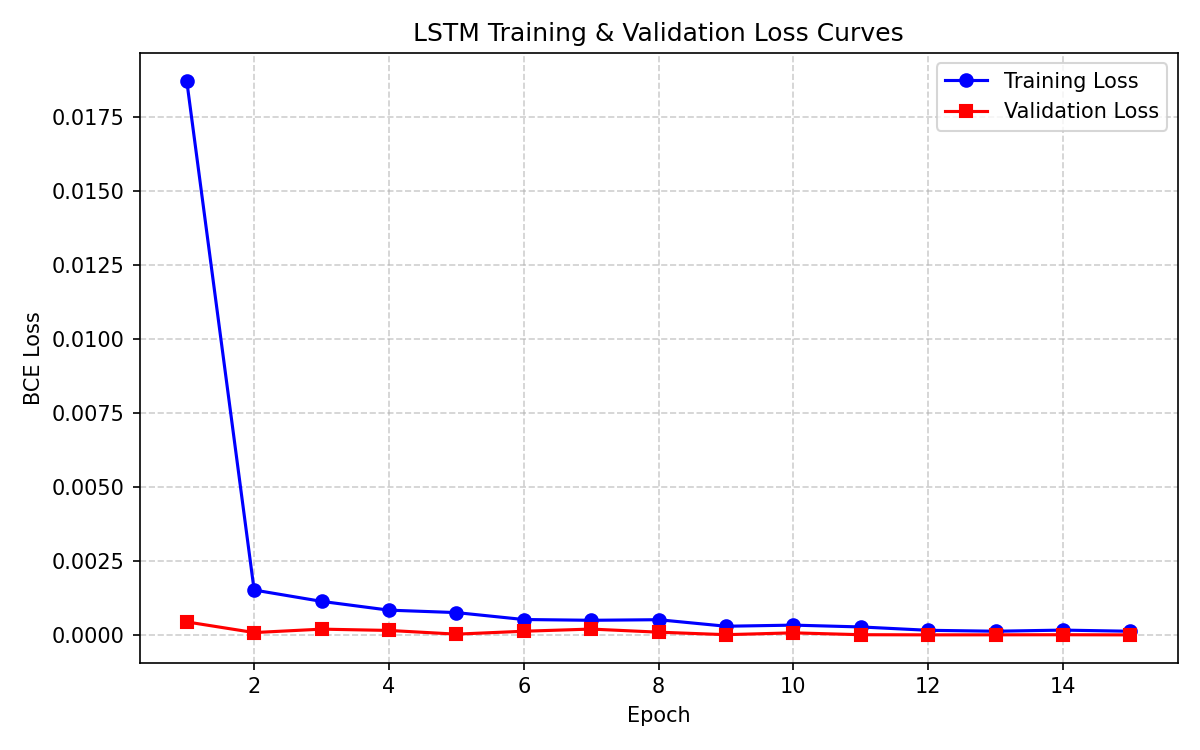 LSTM Training & Validation Loss Curves
Training Loss
Validation Loss
BCE Loss
0.0175
0.0150
0.0125
0.0100
0.0075
0.0050
0.0025
0.0000
2 4 6 8 10 12 14
Epoch